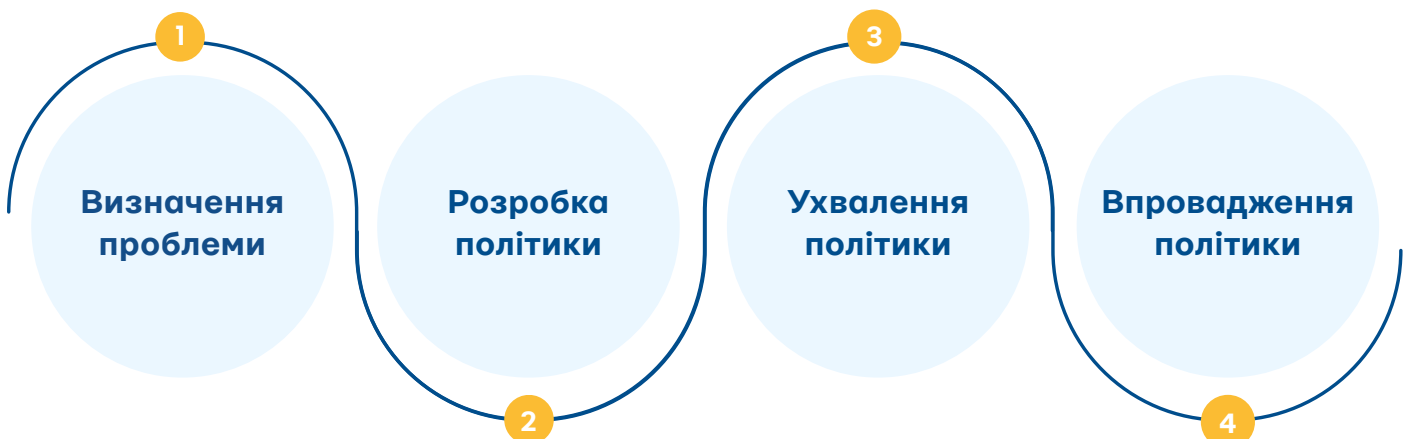 1
Визначення
проблеми
2
Розробка
політики
3
Ухвалення
політики
4
Впровадження
політики